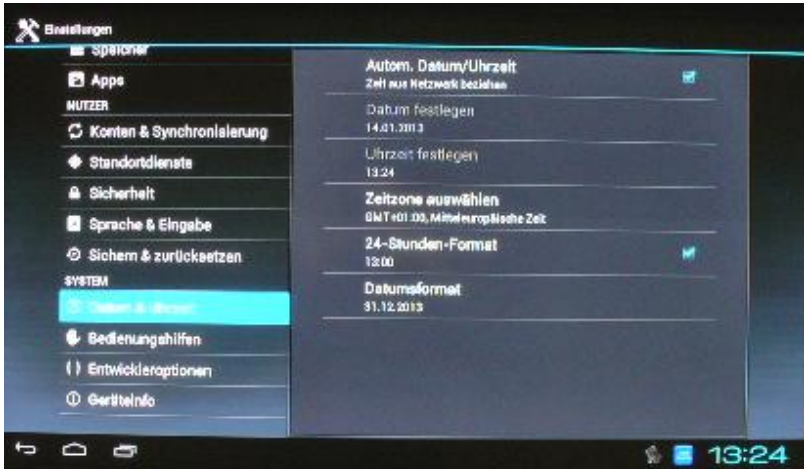 Einstellungen
Speicher
Apps
NUTZER
Konten & Synchronisierung
Standortdienste
Sicherheit
Sprache & Eingabe
Sichern & zurücksetzen
SYSTEM
Datum & Uhrzeit
Bedienungshilfen
{} Entwickleroptionen
Geräteinfo
Autom. Datum/Uhrzeit
Zeit aus Netzwerk beziehen
Datum festlegen
14.01.2013
Uhrzeit festlegen
13:24
Zeitzone auswählen
GMT+01:00, Mitteleuropäische Zeit
24-Stunden-Format
13:00
Datumsformat
31.12.2013
13:24